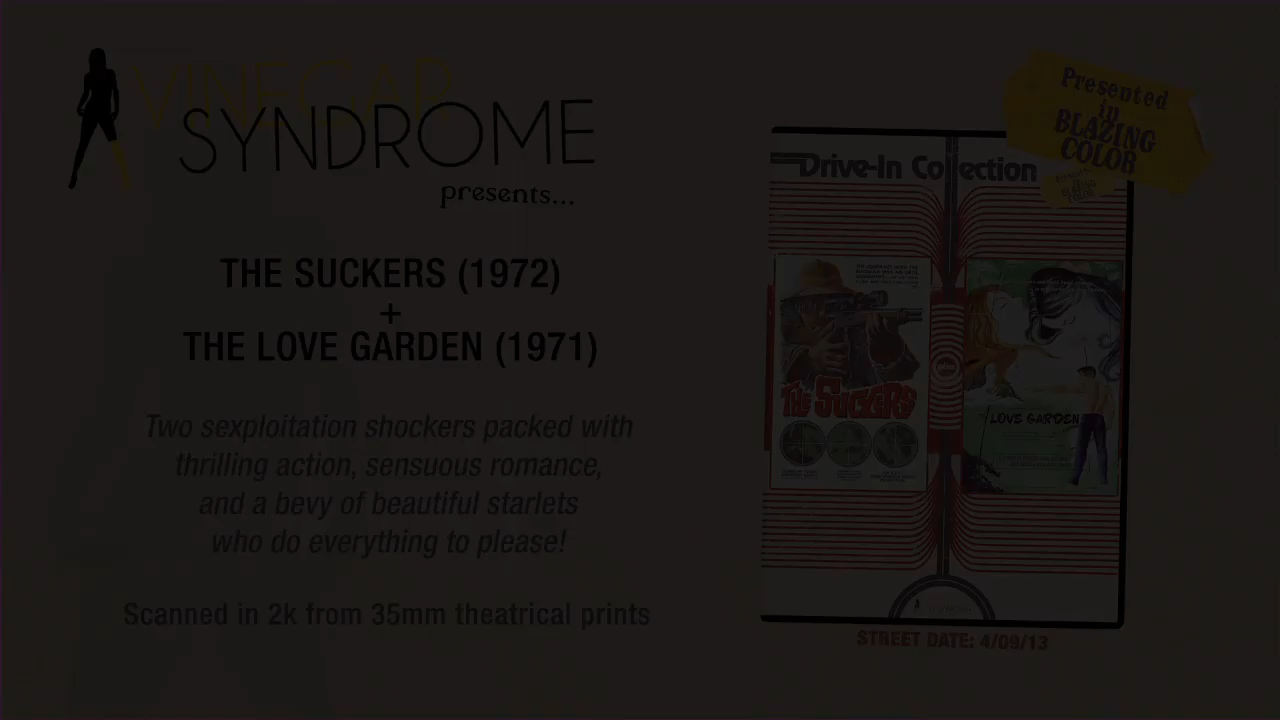 VINEGAR
SYNDROME
presents...
THE SUCKERS (1972)
+
THE LOVE GARDEN (1971)
Two sexploitation shockers packed with
thrilling action, sensuous romance,
and a bevy of beautiful starlets
who do everything to please!
Scanned in 2k from 35mm theatrical prints
Presented
in
BLAZING
COLOR
Drive-In Collection
THE SUCKERS
LOVE GARDEN
STREET DATE: 4/09/13